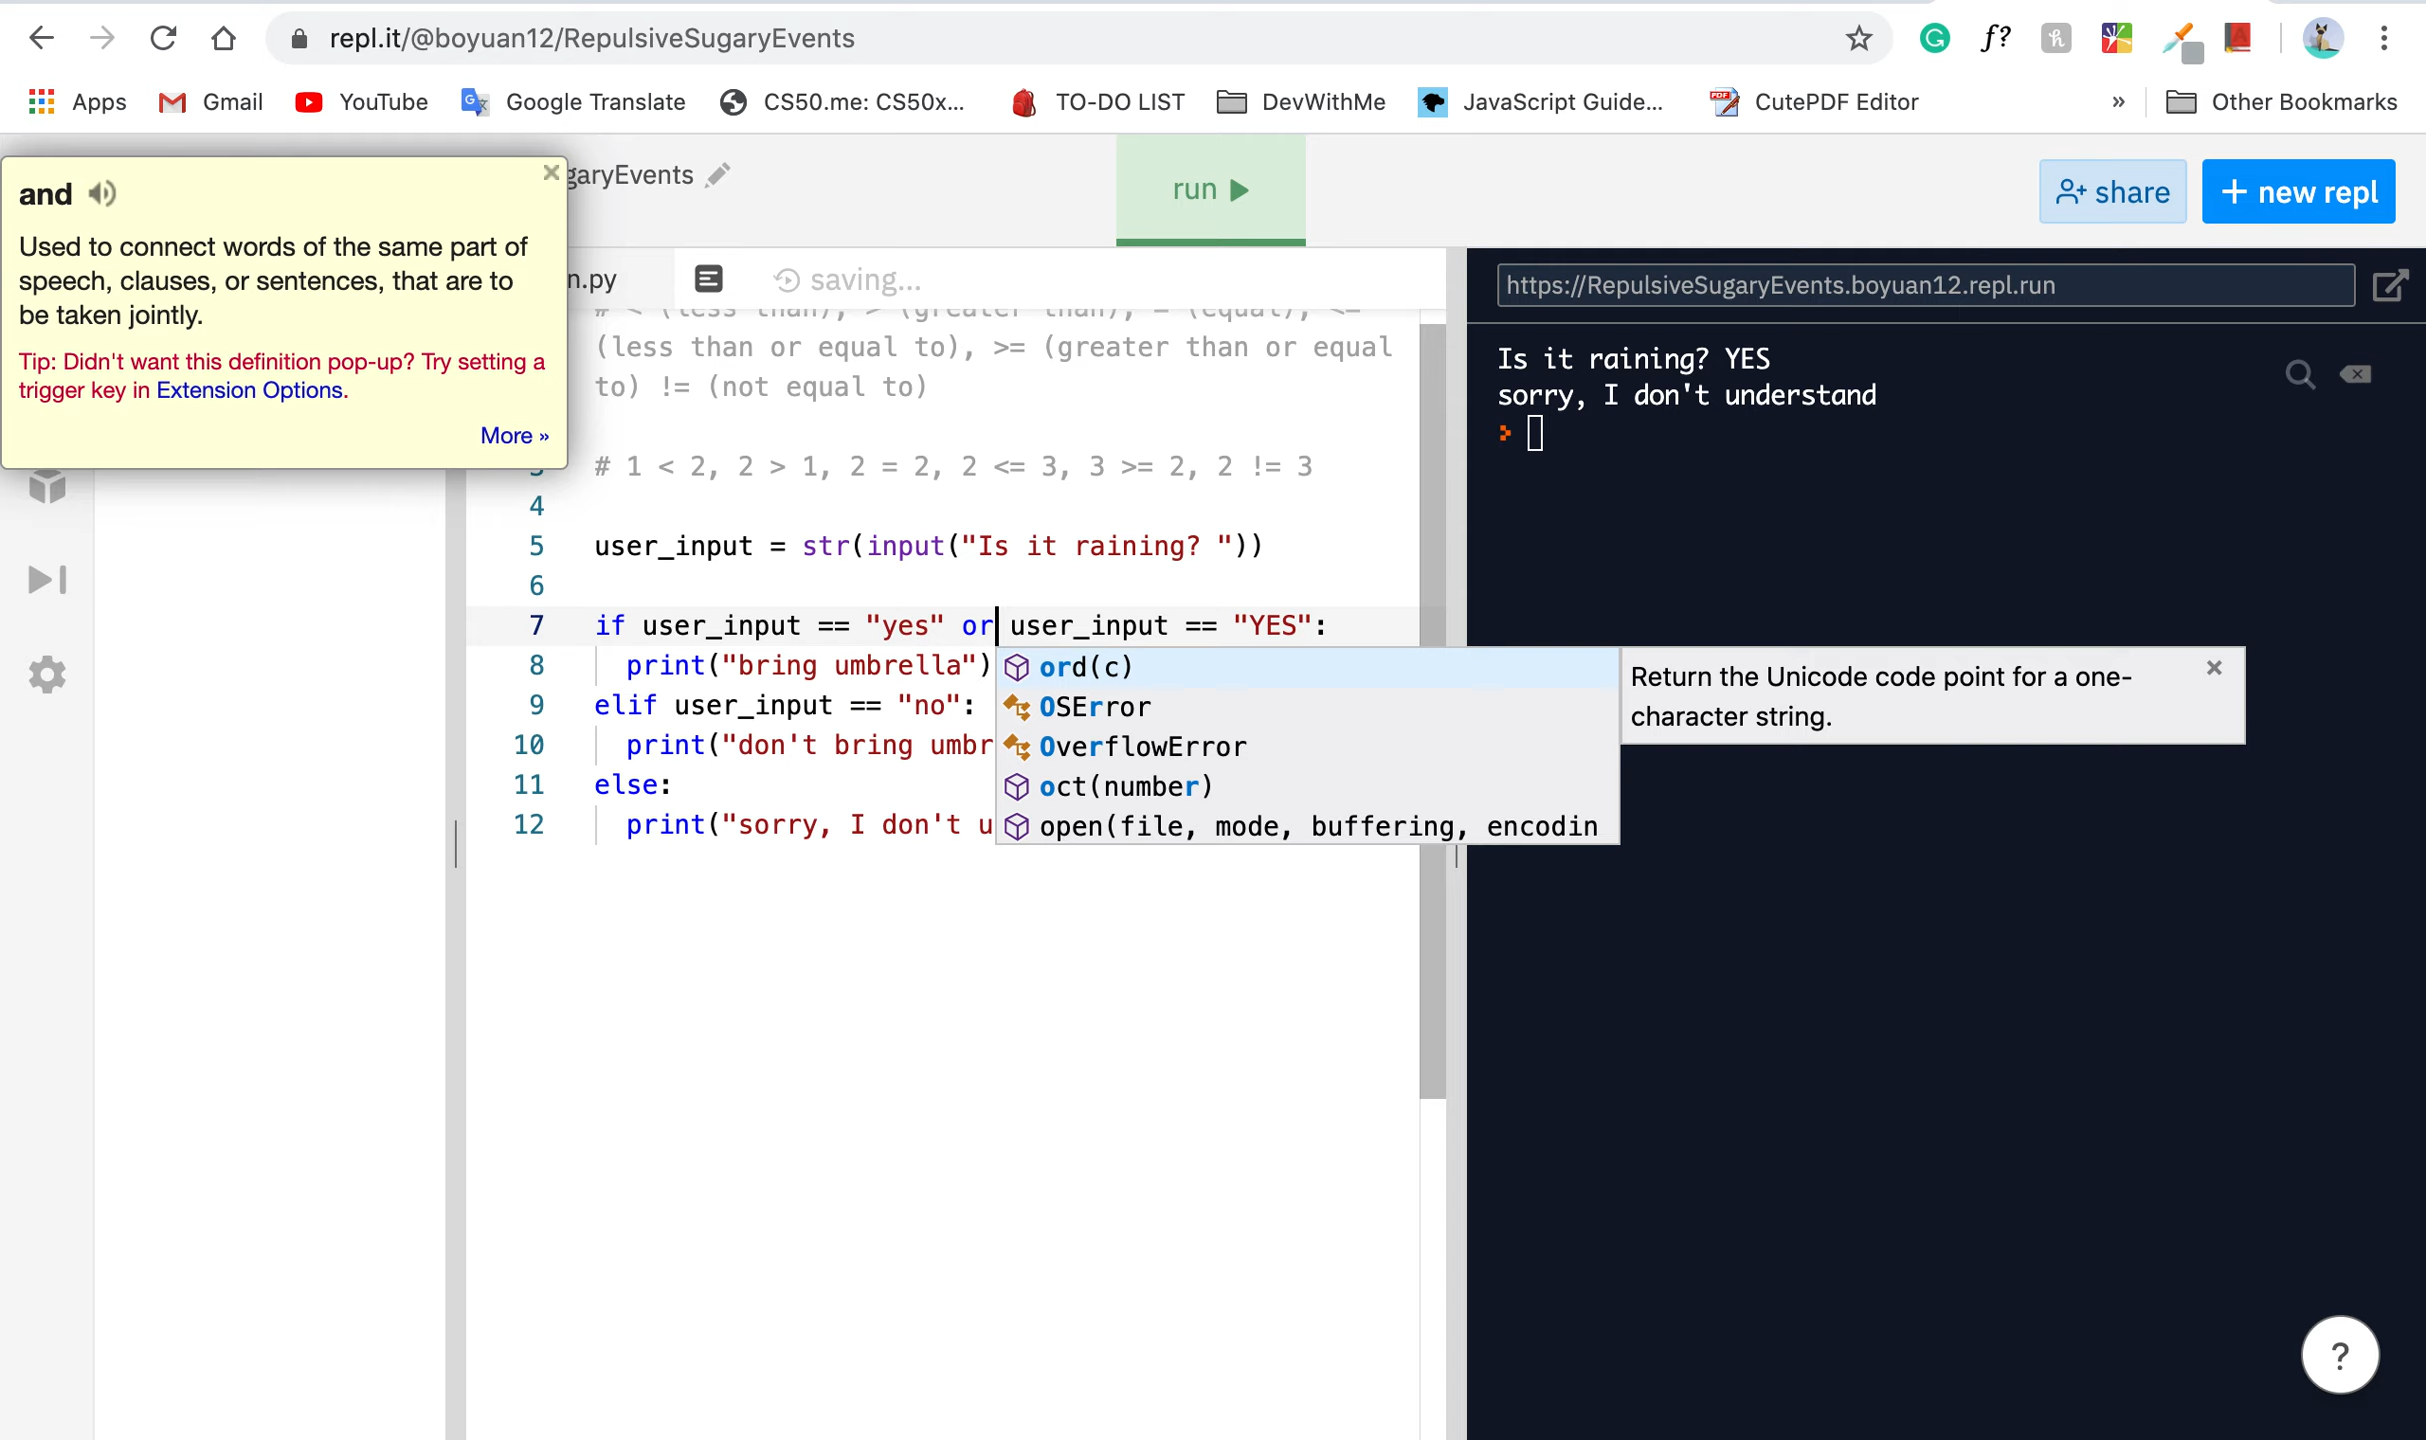 repl.it/@boyuan12/RepulsiveSugaryEvents
f?
Apps Gmail YouTube Google Translate CS50.me: CS50x... TO-DO LIST DevWithMe JavaScript Guide... CutePDF Editor » Other Bookmarks
and
Used to connect words of the same part of
speech, clauses, or sentences, that are to
be taken jointly.
Tip: Didn't want this definition pop-up? Try setting a
trigger key in Extension Options.
More »
garyEvents
run
share
+ new repl
n.py
saving...
# < (less than), > (greater than), = (equal), <=
(less than or equal to), >= (greater than or equal
to) != (not equal to)
3 # 1 < 2, 2 > 1, 2 = 2, 2 <= 3, 3 >= 2, 2 != 3
4
5 user_input = str(input("Is it raining? "))
6
7 if user_input == "yes" or user_input == "YES":
8 print("bring umbrella")
9 elif user_input == "no":
10 print("don't bring umbr
11 else:
12 print("sorry, I don't u
ord(c)
OSError
OverflowError
oct(number)
open(file, mode, buffering, encodin
Return the Unicode code point for a one-
character string.
https://RepulsiveSugaryEvents.boyuan12.repl.run
Is it raining? YES
sorry, I don't understand
?